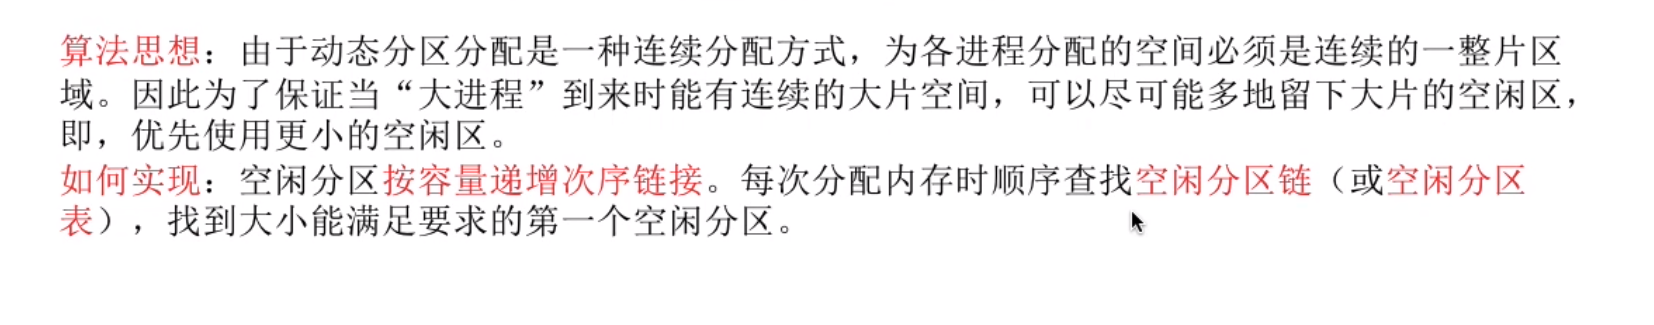 算法思想：由于动态分区分配是一种连续分配方式，为各进程分配的空间必须是连续的一整片区
域。因此为了保证当“大进程”到来时能有连续的大片空间，可以尽可能多地留下大片的空闲区，
即，优先使用更小的空闲区。
如何实现：空闲分区按容量递增次序链接。每次分配内存时顺序查找空闲分区链（或空闲分区
表），找到大小能满足要求的第一个空闲分区。